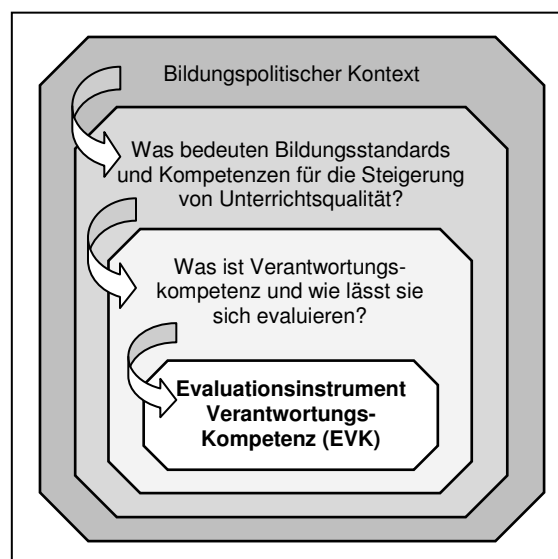 Bildungspolitischer Kontext
Was bedeuten Bildungsstandards
und Kompetenzen für die Steigerung
von Unterrichtsqualität?
Was ist Verantwortungs-
kompetenz und wie lässt sie
sich evaluieren?
Evaluationsinstrument
Verantwortungs-
Kompetenz (EVK)